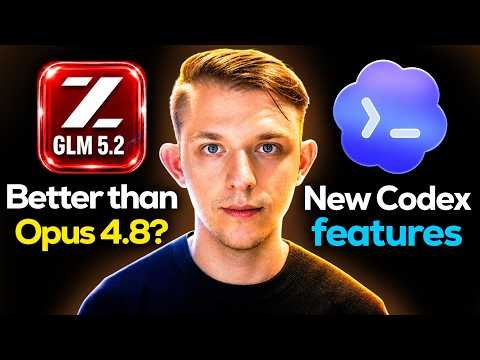 Z
GLM 5.2
Better than
Opus 4.8?
>_
New Codex
features